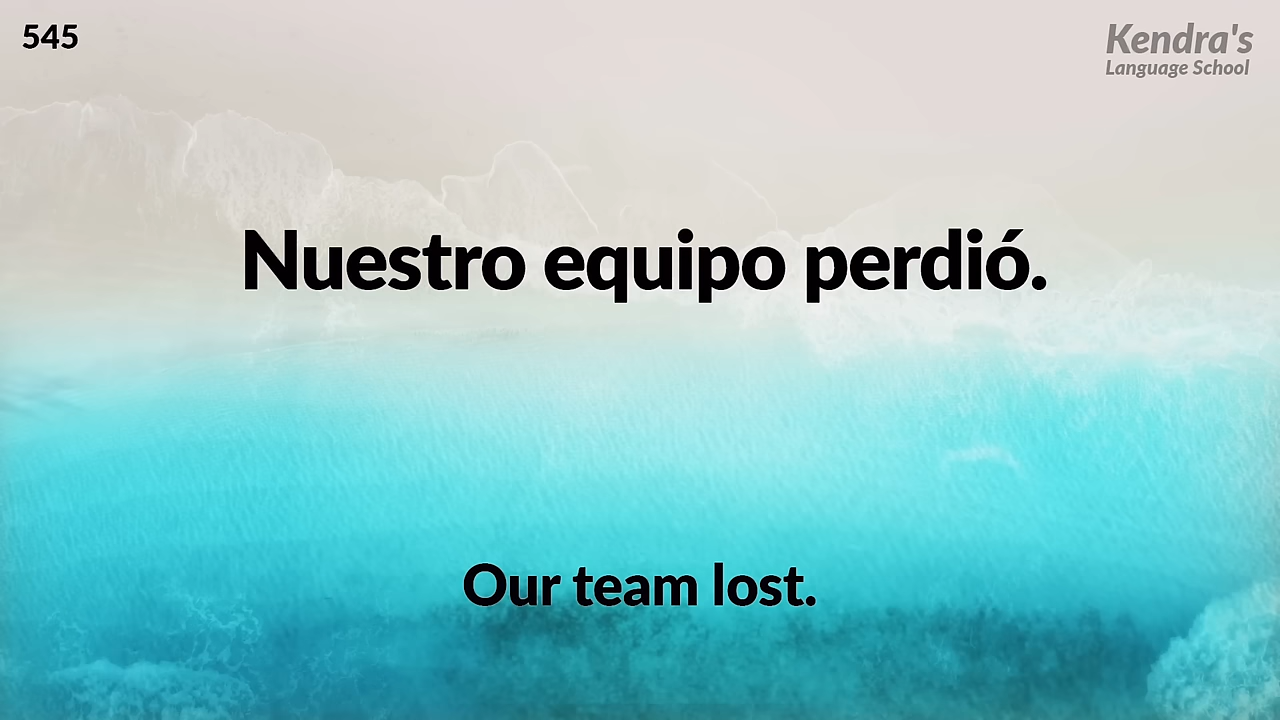 545
Kendra's
Language School
Nuestro equipo perdió.
Our team lost.